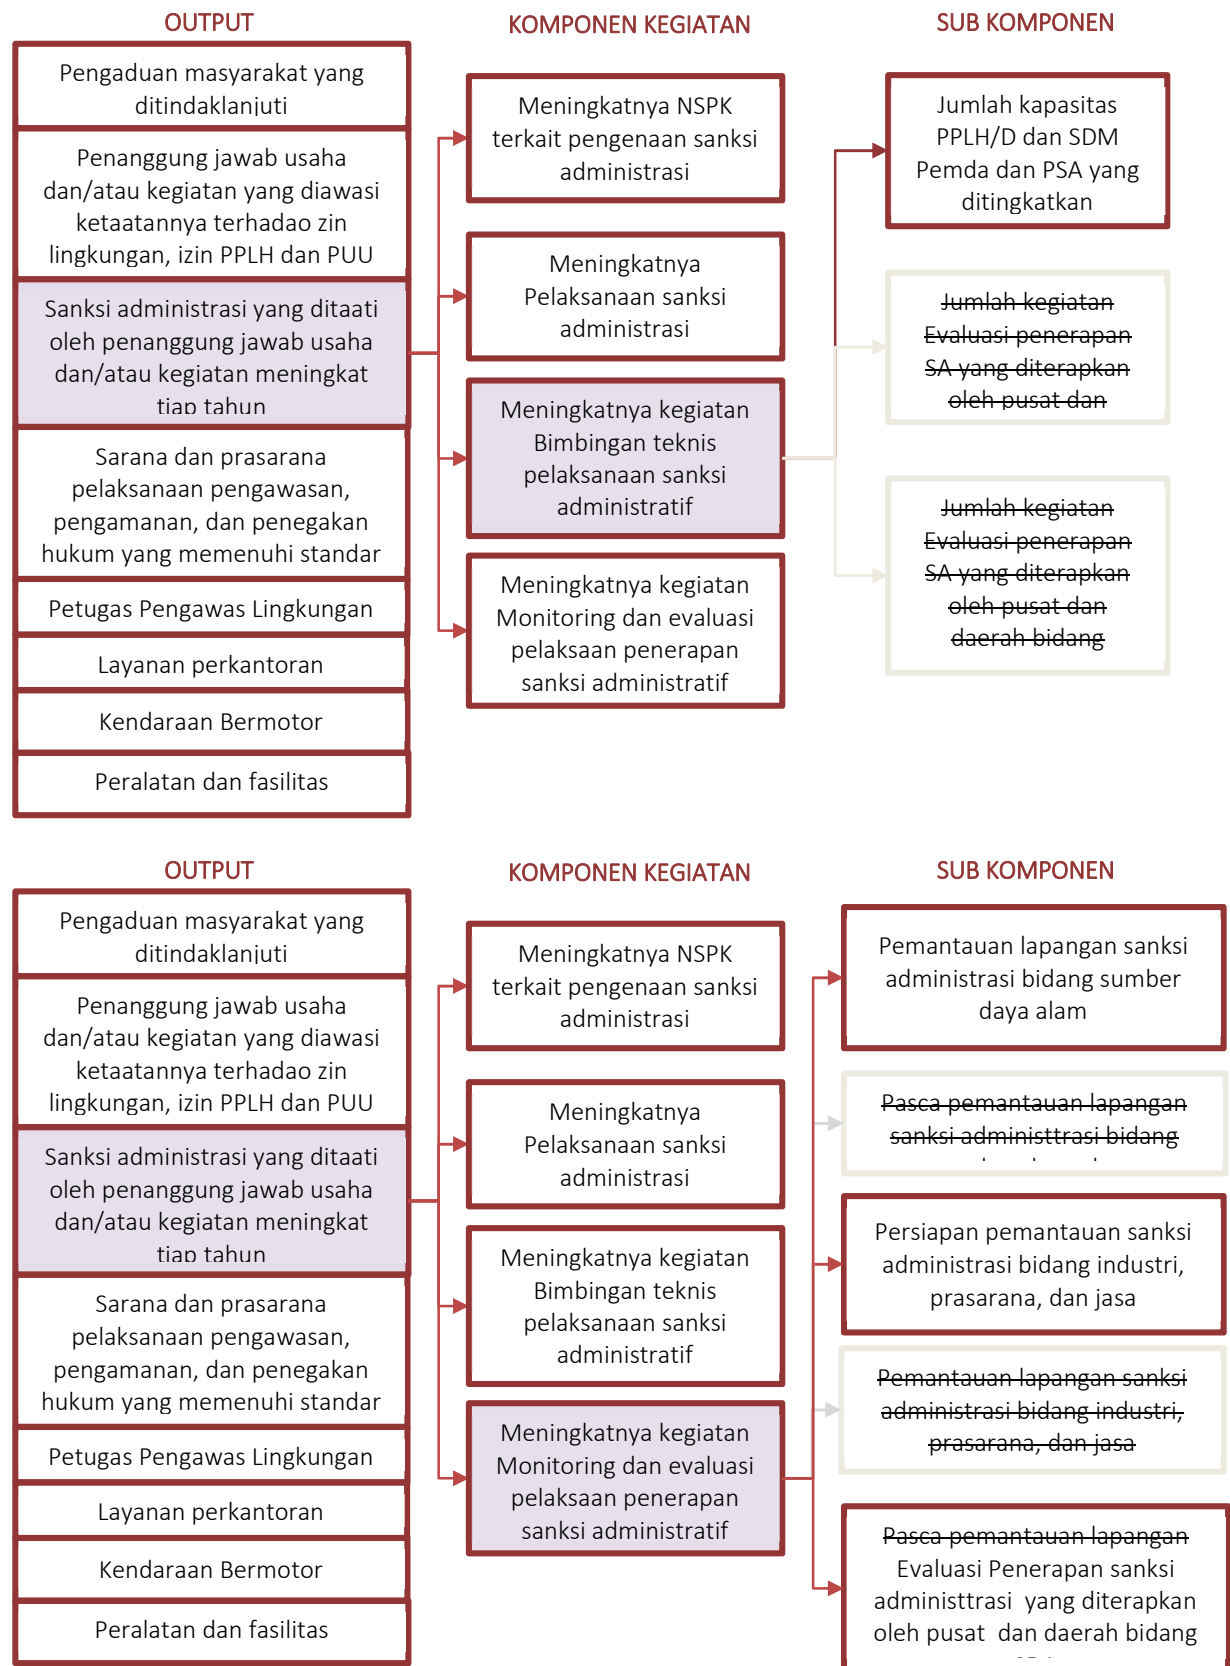 OUTPUT
Pengaduan masyarakat yang
ditindaklanjuti
Penanggung jawab usaha
dan/atau kegiatan yang diawasi
ketaatannya terhadao zin
lingkungan, izin PPLH dan PUU
Sanksi administrasi yang ditaati
oleh penanggung jawab usaha
dan/atau kegiatan meningkat
tiap tahun
Sarana dan prasarana
pelaksanaan pengawasan,
pengamanan, dan penegakan
hukum yang memenuhi standar
Petugas Pengawas Lingkungan
Layanan perkantoran
Kendaraan Bermotor
Peralatan dan fasilitas
KOMPONEN KEGIATAN
Meningkatnya NSPK
terkait pengenaan sanksi
administrasi
Meningkatnya
Pelaksanaan sanksi
administrasi
Meningkatnya kegiatan
Bimbingan teknis
pelaksanaan sanksi
administratif
Meningkatnya kegiatan
Monitoring dan evaluasi
pelaksaan penerapan
sanksi administratif
SUB KOMPONEN
Jumlah kapasitas
PPLH/D dan SDM
Pemda dan PSA yang
ditingkatkan
Jumlah kegiatan
Evaluasi penerapan
SA yang diterapkan
oleh pusat dan
Jumlah kegiatan
Evaluasi penerapan
SA yang diterapkan
oleh pusat dan
daerah bidang
OUTPUT
Pengaduan masyarakat yang
ditindaklanjuti
Penanggung jawab usaha
dan/atau kegiatan yang diawasi
ketaatannya terhadao zin
lingkungan, izin PPLH dan PUU
Sanksi administrasi yang ditaati
oleh penanggung jawab usaha
dan/atau kegiatan meningkat
tiap tahun
Sarana dan prasarana
pelaksanaan pengawasan,
pengamanan, dan penegakan
hukum yang memenuhi standar
Petugas Pengawas Lingkungan
Layanan perkantoran
Kendaraan Bermotor
Peralatan dan fasilitas
KOMPONEN KEGIATAN
Meningkatnya NSPK
terkait pengenaan sanksi
administrasi
Meningkatnya
Pelaksanaan sanksi
administrasi
Meningkatnya kegiatan
Bimbingan teknis
pelaksanaan sanksi
administratif
Meningkatnya kegiatan
Monitoring dan evaluasi
pelaksaan penerapan
sanksi administratif
SUB KOMPONEN
Pemantauan lapangan sanksi
administrasi bidang sumber
daya alam
Pasca pemantauan lapangan
sanksi administtrasi bidang
Persiapan pemantauan sanksi
administrasi bidang industri,
prasarana, dan jasa
Pemantauan lapangan sanksi
administrasi bidang industri,
prasarana, dan jasa
Pasca pemantauan lapangan
Evaluasi Penerapan sanksi
administtrasi yang diterapkan
oleh pusat dan daerah bidang